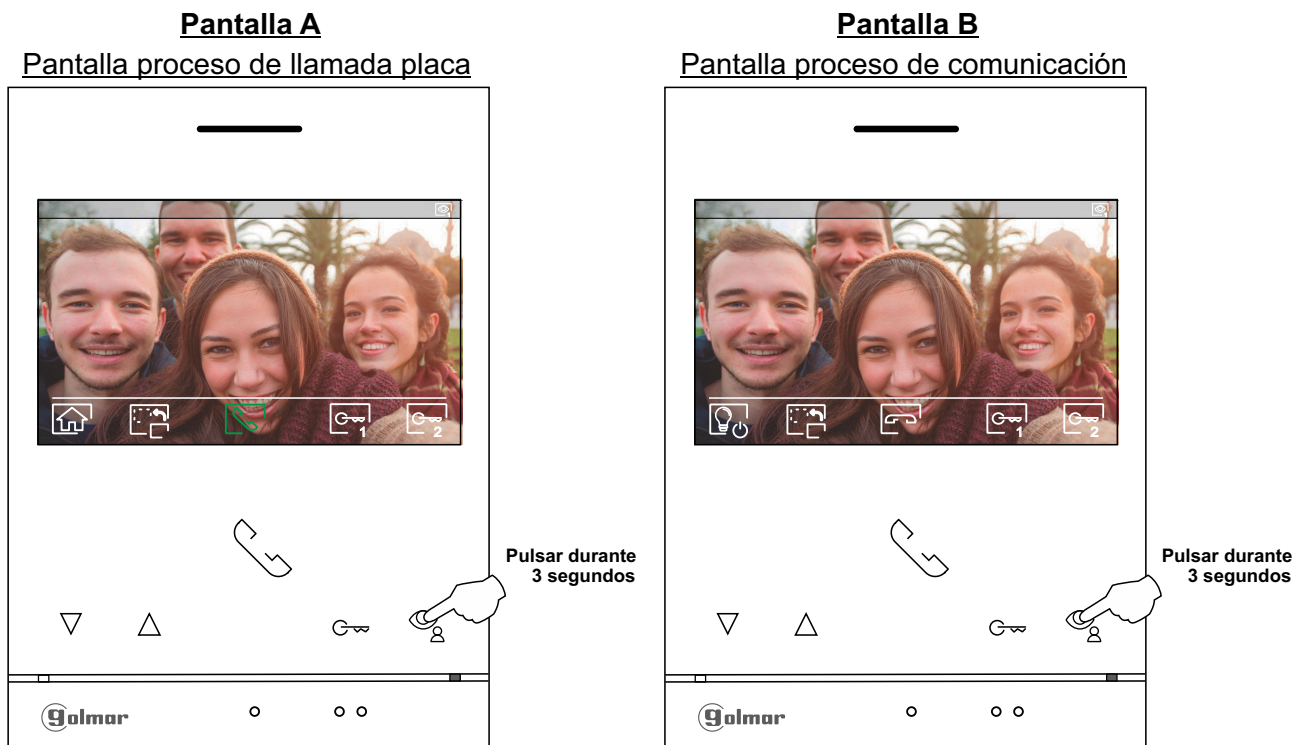 Pantalla A
Pantalla proceso de llamada placa
1
2
Pulsar durante
3 segundos
golmar
Pantalla B
Pantalla proceso de comunicación
1
2
Pulsar durante
3 segundos
golmar